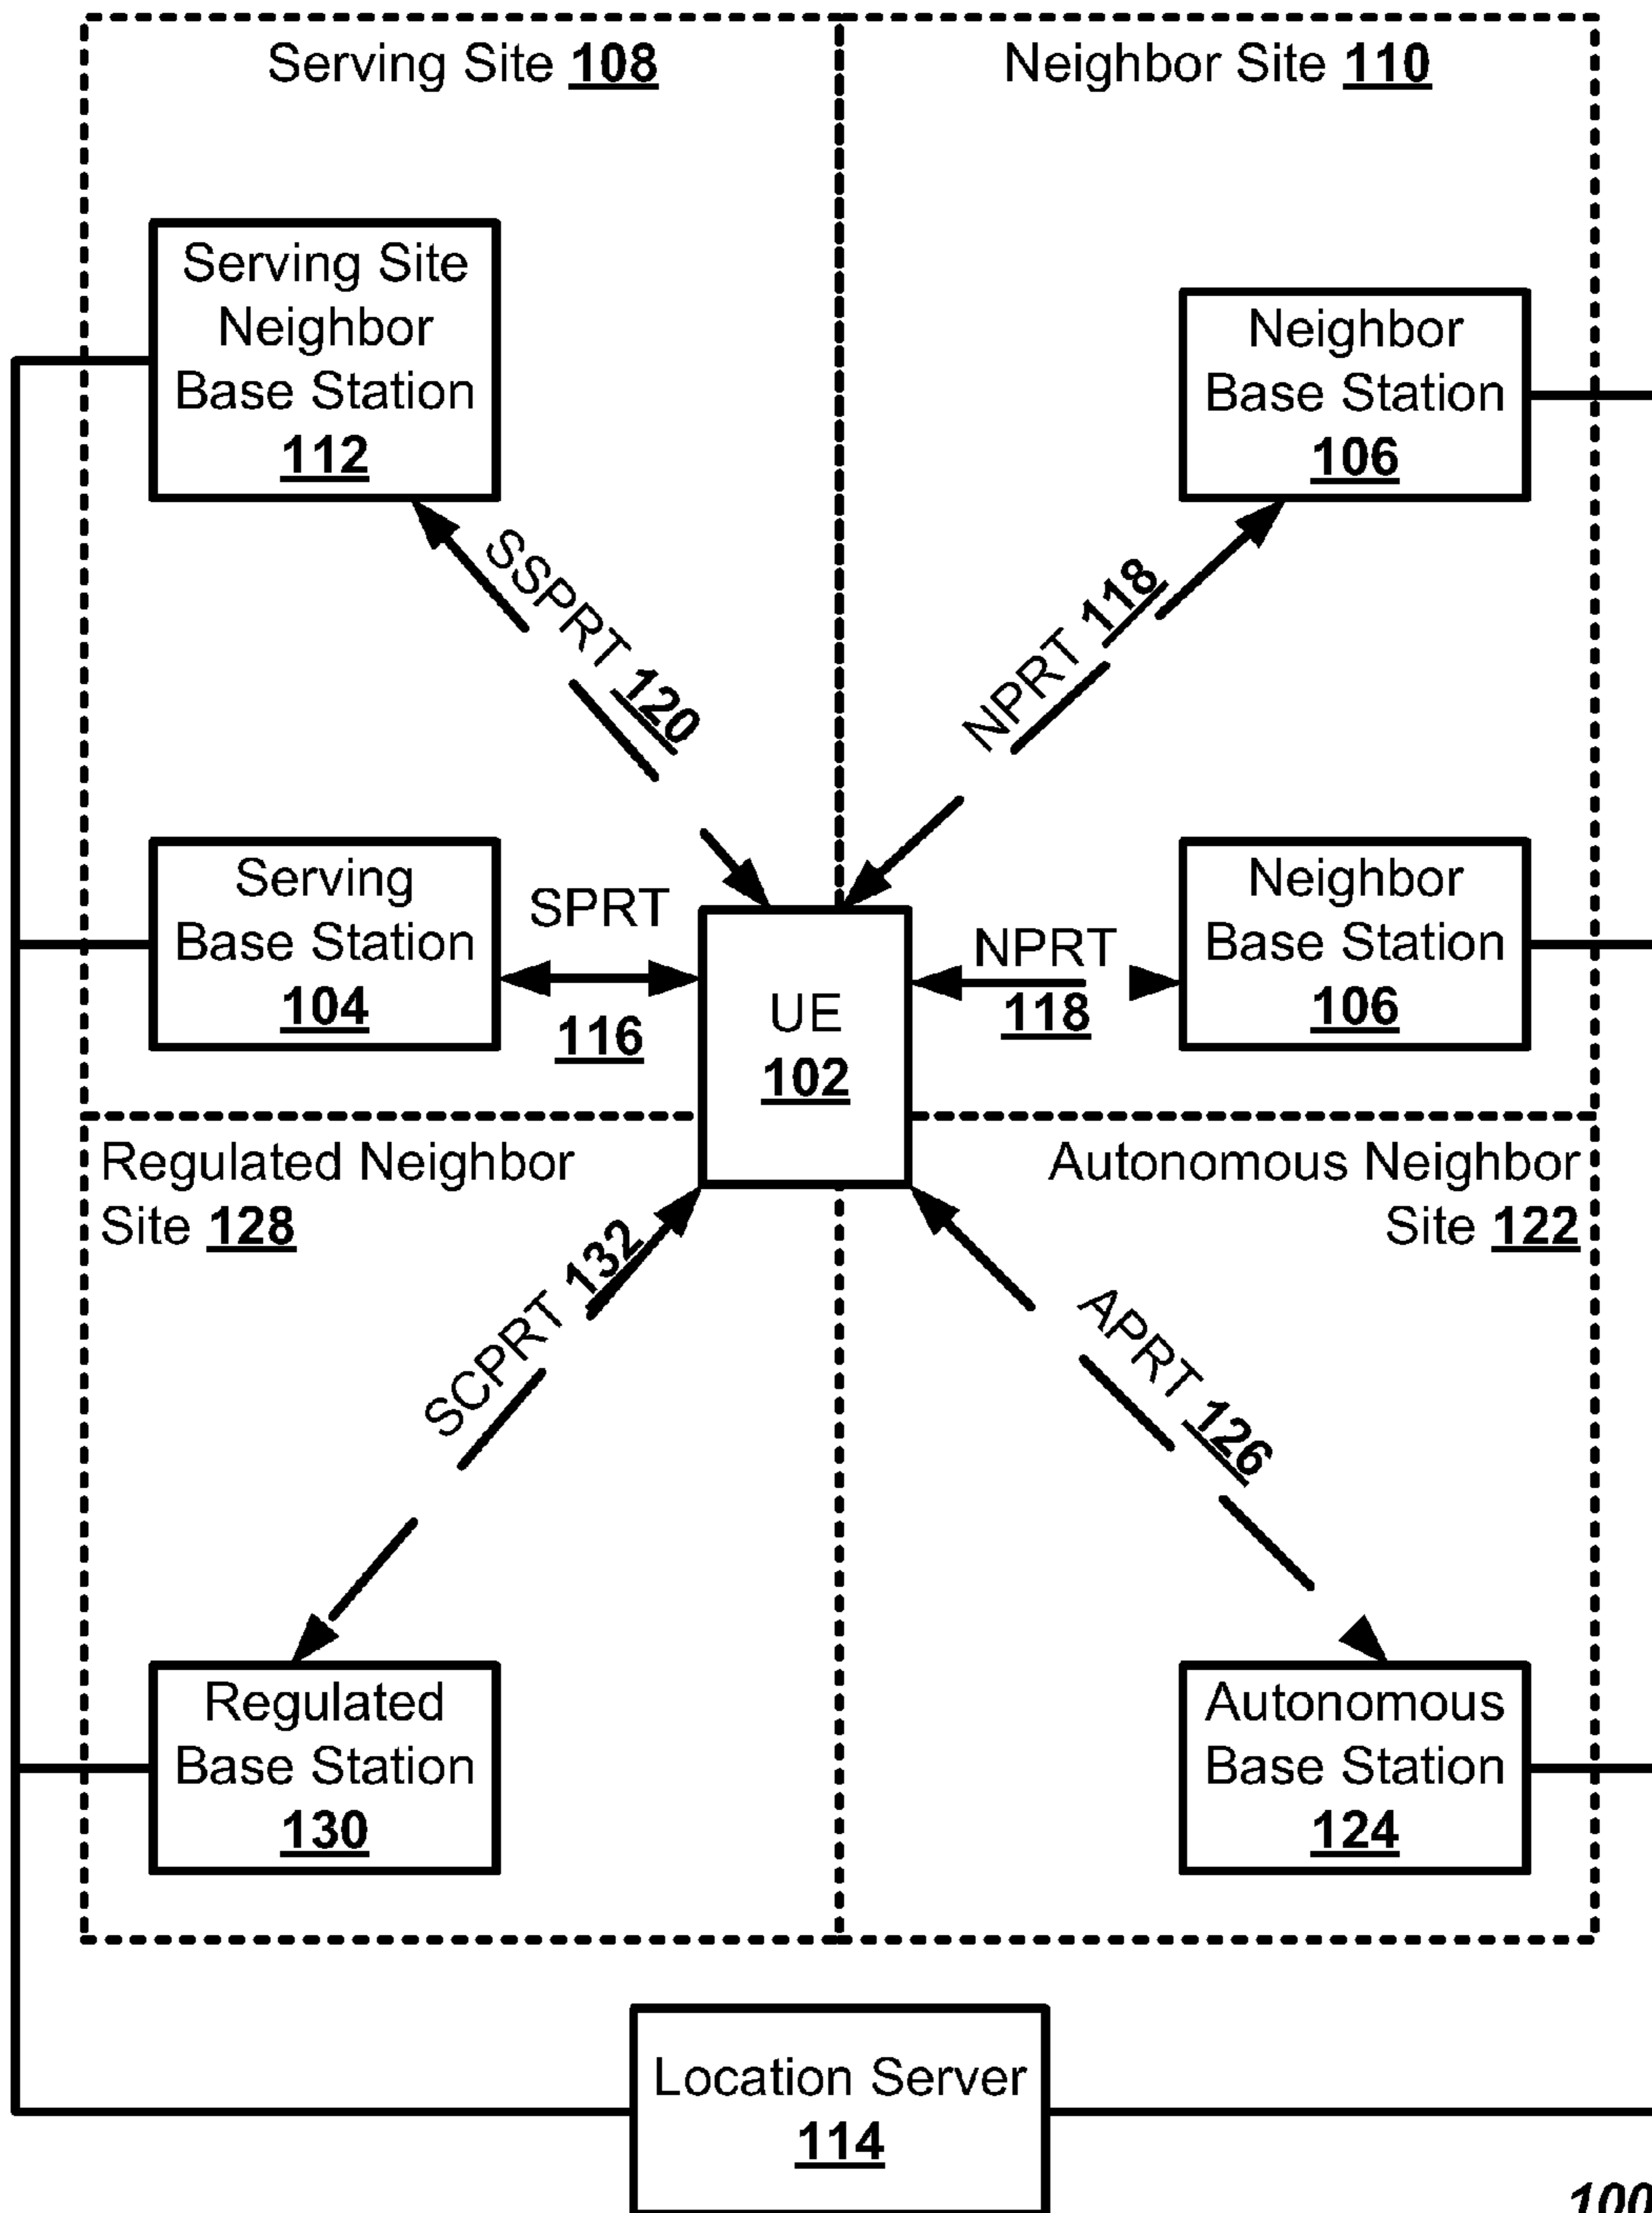 Serving Site 108
Neighbor Site 110
Serving Site
Neighbor
Base Station
112
Neighbor
Base Station
106
SSPRT 120
NPRT 118
Serving
Base Station
104
SPRT
116
UE
102
NPRT
118
Neighbor
Base Station
106
Regulated Neighbor
Site 128
Autonomous Neighbor
Site 122
SCPRT 132
APRT 126
Regulated
Base Station
130
Autonomous
Base Station
124
Location Server
114
100